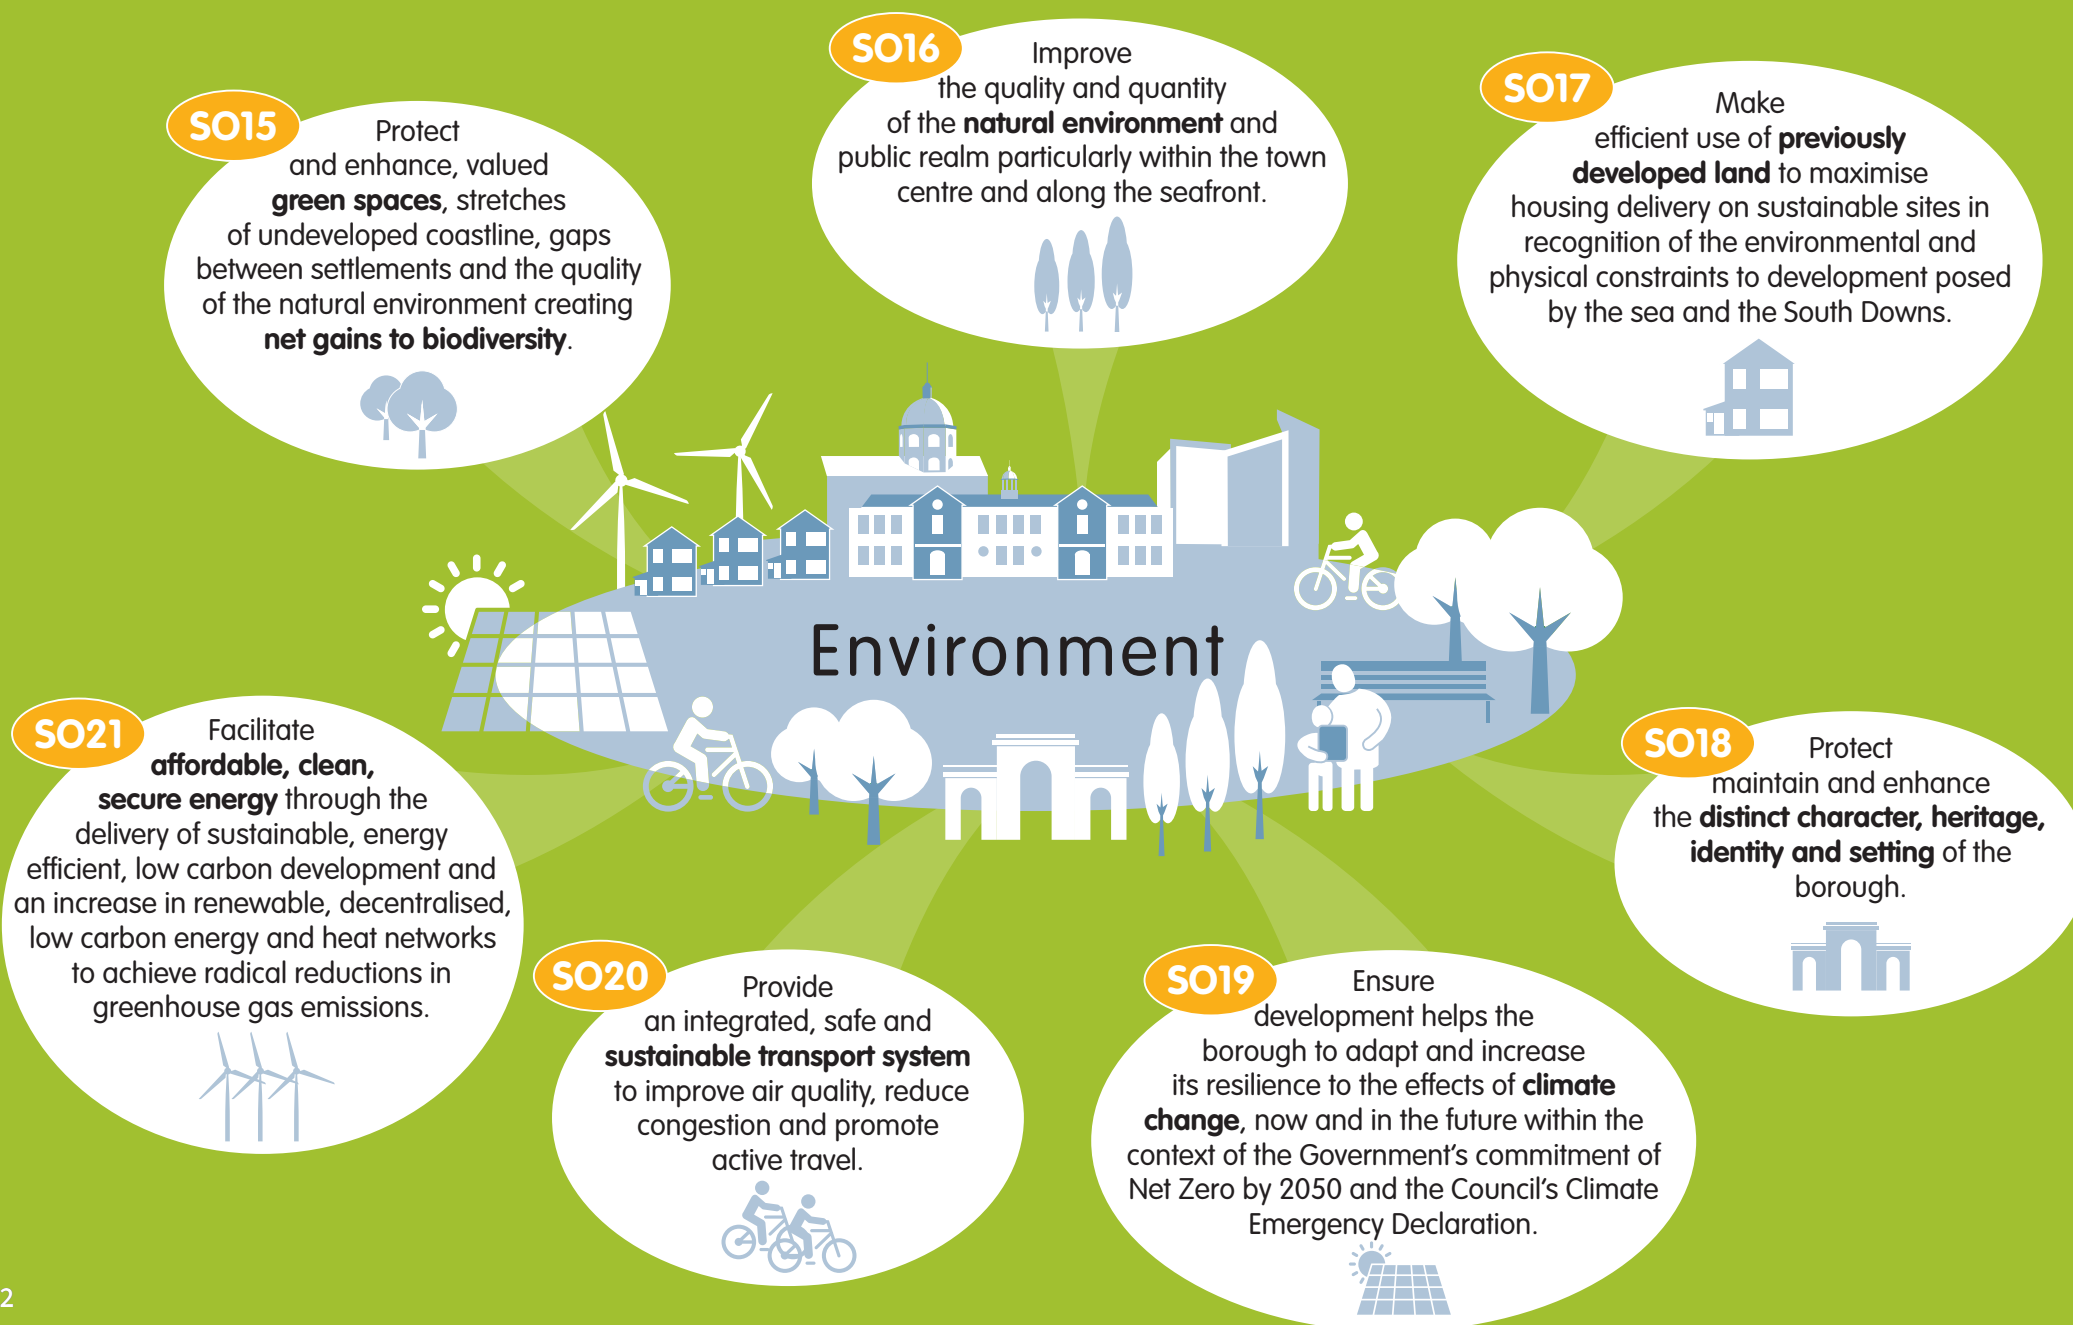 SO15
Protect
and enhance, valued
green spaces, stretches
of undeveloped coastline, gaps
between settlements and the quality
of the natural environment creating
net gains to biodiversity.
SO16
Improve
the quality and quantity
of the natural environment and
public realm particularly within the town
centre and along the seafront.
SO17
Make
efficient use of previously
developed land to maximise
housing delivery on sustainable sites in
recognition of the environmental and
physical constraints to development posed
by the sea and the South Downs.
Environment
SO21
Facilitate
affordable, clean,
secure energy through the
delivery of sustainable, energy
efficient, low carbon development and
an increase in renewable, decentralised,
low carbon energy and heat networks
to achieve radical reductions in
greenhouse gas emissions.
SO20
Provide
an integrated, safe and
sustainable transport system
to improve air quality, reduce
congestion and promote
active travel.
SO19
Ensure
development helps the
borough to adapt and increase
its resilience to the effects of climate
change, now and in the future within the
context of the Government's commitment of
Net Zero by 2050 and the Council's Climate
Emergency Declaration.
SO18
Protect
maintain and enhance
the distinct character, heritage,
identity and setting of the
borough.
2